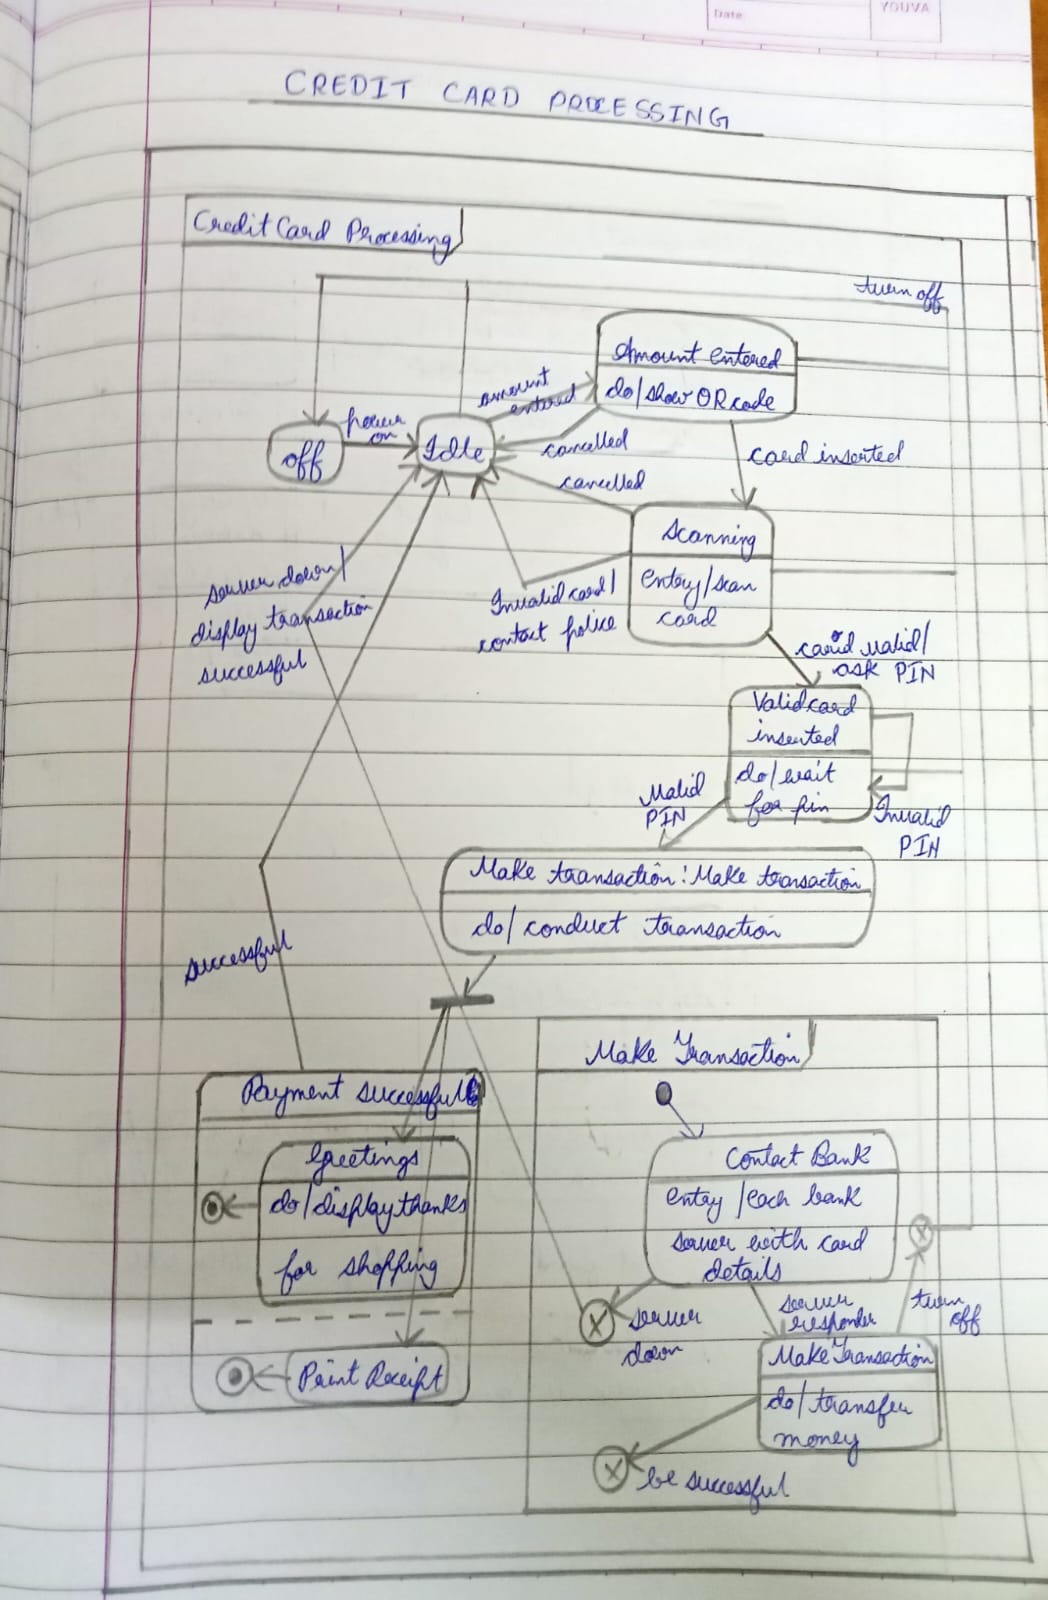 Date
YOUVA
CREDIT CARD PROCESSING
Credit Card Processing
turn off
Amount entered
do/show QR code
amount
entered
power
on
off
Idle
cancelled
card inserted
cancelled
Scanning
entry/scan
card
server down/
display transaction
successful
Invalid card/
contact police
card valid/
ask PIN
Valid card
inserted
do/wait
for pin
Valid
PIN
Invalid
PIN
Make transaction: Make transaction
do/ conduct transaction
successful
Make Transaction
Payment successful
Greetings
do/display thanks
for shopping
Contact Bank
entry /each bank
server with card
details
server
down
server
responder
turn
off
Make Transaction
do/transfer
money
Print Receipt
be successful